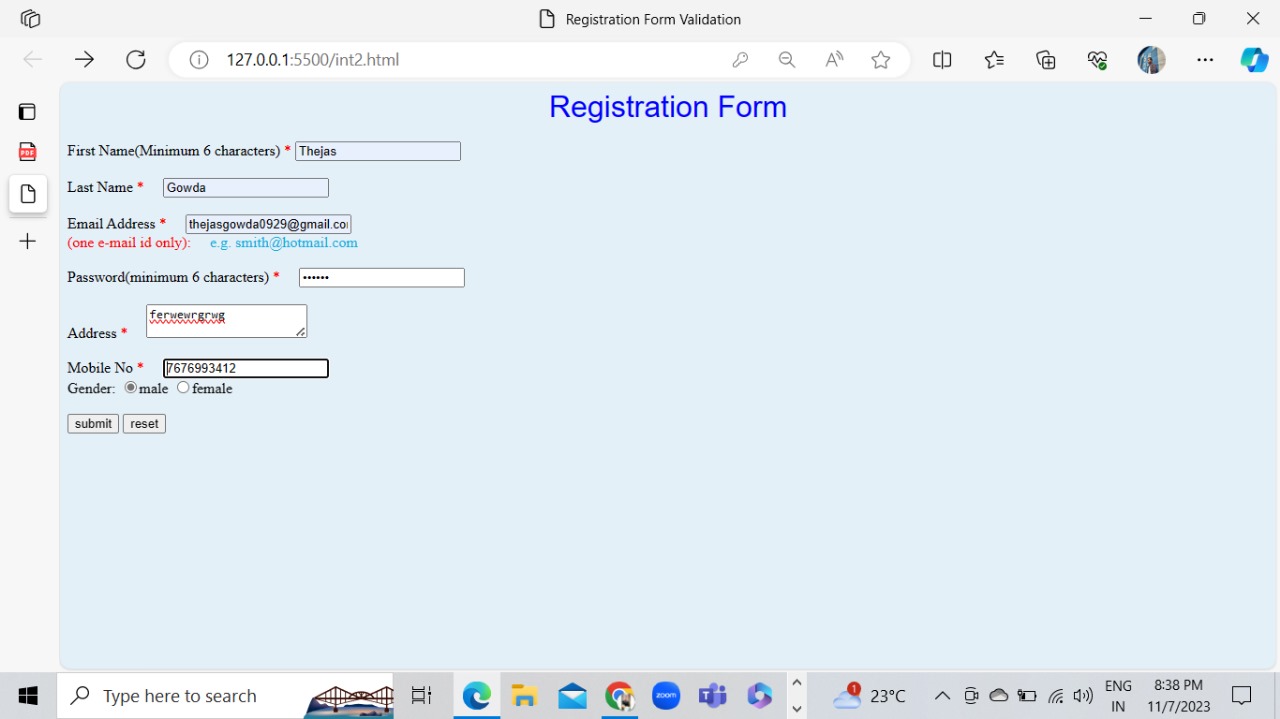 Registration Form Validation
127.0.0.1:5500/int2.html
Registration Form
First Name(Minimum 6 characters) * Thejas
Last Name * Gowda
Email Address * thejasgowda0929@gmail.co
(one e-mail id only): e.g. smith@hotmail.com
Password(minimum 6 characters) * ••••••
Address * ferwewrgrwg
Mobile No * 7676993412
Gender: male female
submit reset
PDF
Type here to search
zoom
1 23°C
ENG 8:38 PM
IN 11/7/2023